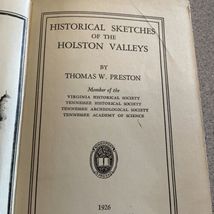 HISTORICAL SKETCHES
OF THE
HOLSTON VALLEYS
BY
THOMAS W. PRESTON
Member of the
VIRGINIA HISTORICAL SOCIETY
TENNESSEE HISTORICAL SOCIETY
TENNESSEE ARCHEOLOGICAL SOCIETY
TENNESSEE ACADEMY OF SCIENCE
1926